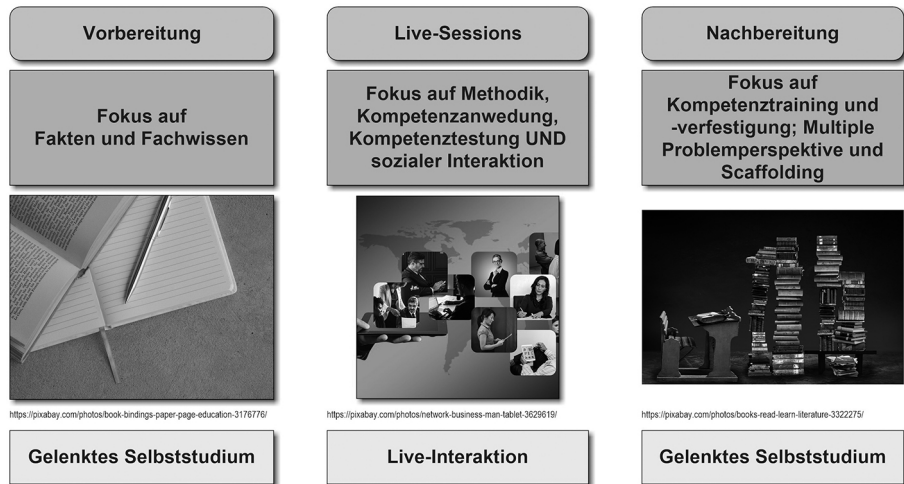 Vorbereitung
Fokus auf
Fakten und Fachwissen
https://pixabay.com/photos/book-bindings-paper-page-education-3176776/
Gelenktes Selbststudium
Live-Sessions
Fokus auf Methodik,
Kompetenzanwedung,
Kompetenztestung UND
sozialer Interaktion
https://pixabay.com/photos/network-business-man-tablet-3629619/
Live-Interaktion
Nachbereitung
Fokus auf
Kompetenztraining und
-verfestigung; Multiple
Problemperspektive und
Scaffolding
https://pixabay.com/photos/books-read-learn-literature-3322275/
Gelenktes Selbststudium